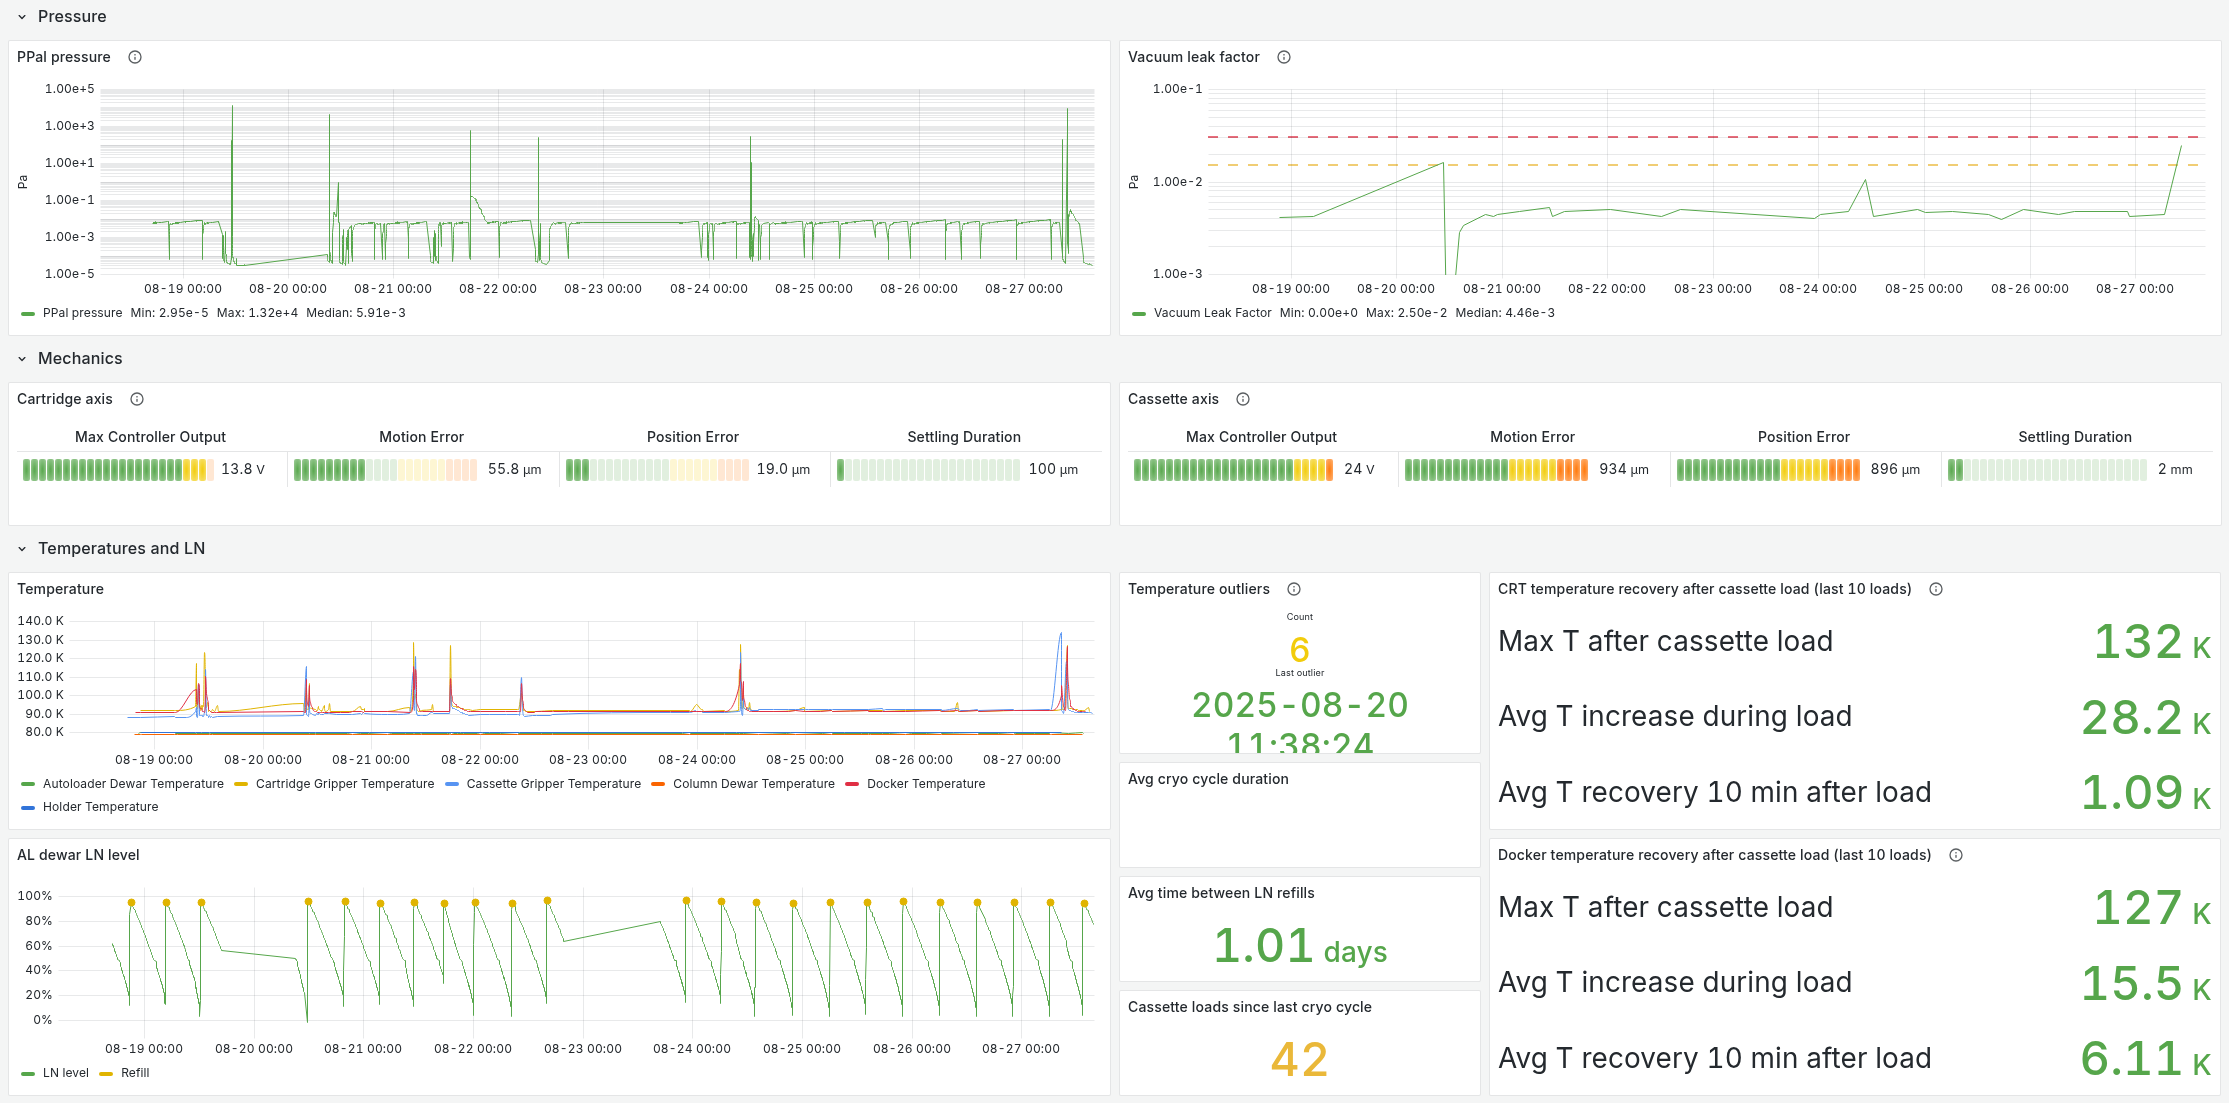 Pressure
PPal pressure
1.00e+5
1.00e+3
1.00e+1
1.00e-1
1.00e-3
1.00e-5
Pa
08-19 00:00 08-20 00:00 08-21 00:00 08-22 00:00 08-23 00:00 08-24 00:00 08-25 00:00 08-26 00:00 08-27 00:00
PPal pressure Min: 2.95e-5 Max: 1.32e+4 Median: 5.91e-3
Vacuum leak factor
1.00e-1
1.00e-2
1.00e-3
Pa
08-19 00:00 08-20 00:00 08-21 00:00 08-22 00:00 08-23 00:00 08-24 00:00 08-25 00:00 08-26 00:00 08-27 00:00
Vacuum Leak Factor Min: 0.00e+0 Max: 2.50e-2 Median: 4.46e-3
Mechanics
Cartridge axis
Max Controller Output Motion Error Position Error Settling Duration
13.8 V 55.8 µm 19.0 µm 100 µm
Cassette axis
Max Controller Output Motion Error Position Error Settling Duration
24 V 934 µm 896 µm 2 mm
Temperatures and LN
Temperature
140.0 K
130.0 K
120.0 K
110.0 K
100.0 K
90.0 K
80.0 K
08-19 00:00 08-20 00:00 08-21 00:00 08-22 00:00 08-23 00:00 08-24 00:00 08-25 00:00 08-26 00:00 08-27 00:00
Autoloader Dewar Temperature Cartridge Gripper Temperature Cassette Gripper Temperature Column Dewar Temperature Docker Temperature
Holder Temperature
AL dewar LN level
100%
80%
60%
40%
20%
0%
08-19 00:00 08-20 00:00 08-21 00:00 08-22 00:00 08-23 00:00 08-24 00:00 08-25 00:00 08-26 00:00 08-27 00:00
LN level Refill
Temperature outliers
Count
6
Last outlier
2025-08-20
11:38:24
Avg cryo cycle duration
Avg time between LN refills
1.01 days
Cassette loads since last cryo cycle
42
CRT temperature recovery after cassette load (last 10 loads)
Max T after cassette load 132 K
Avg T increase during load 28.2 K
Avg T recovery 10 min after load 1.09 K
Docker temperature recovery after cassette load (last 10 loads)
Max T after cassette load 127 K
Avg T increase during load 15.5 K
Avg T recovery 10 min after load 6.11 K